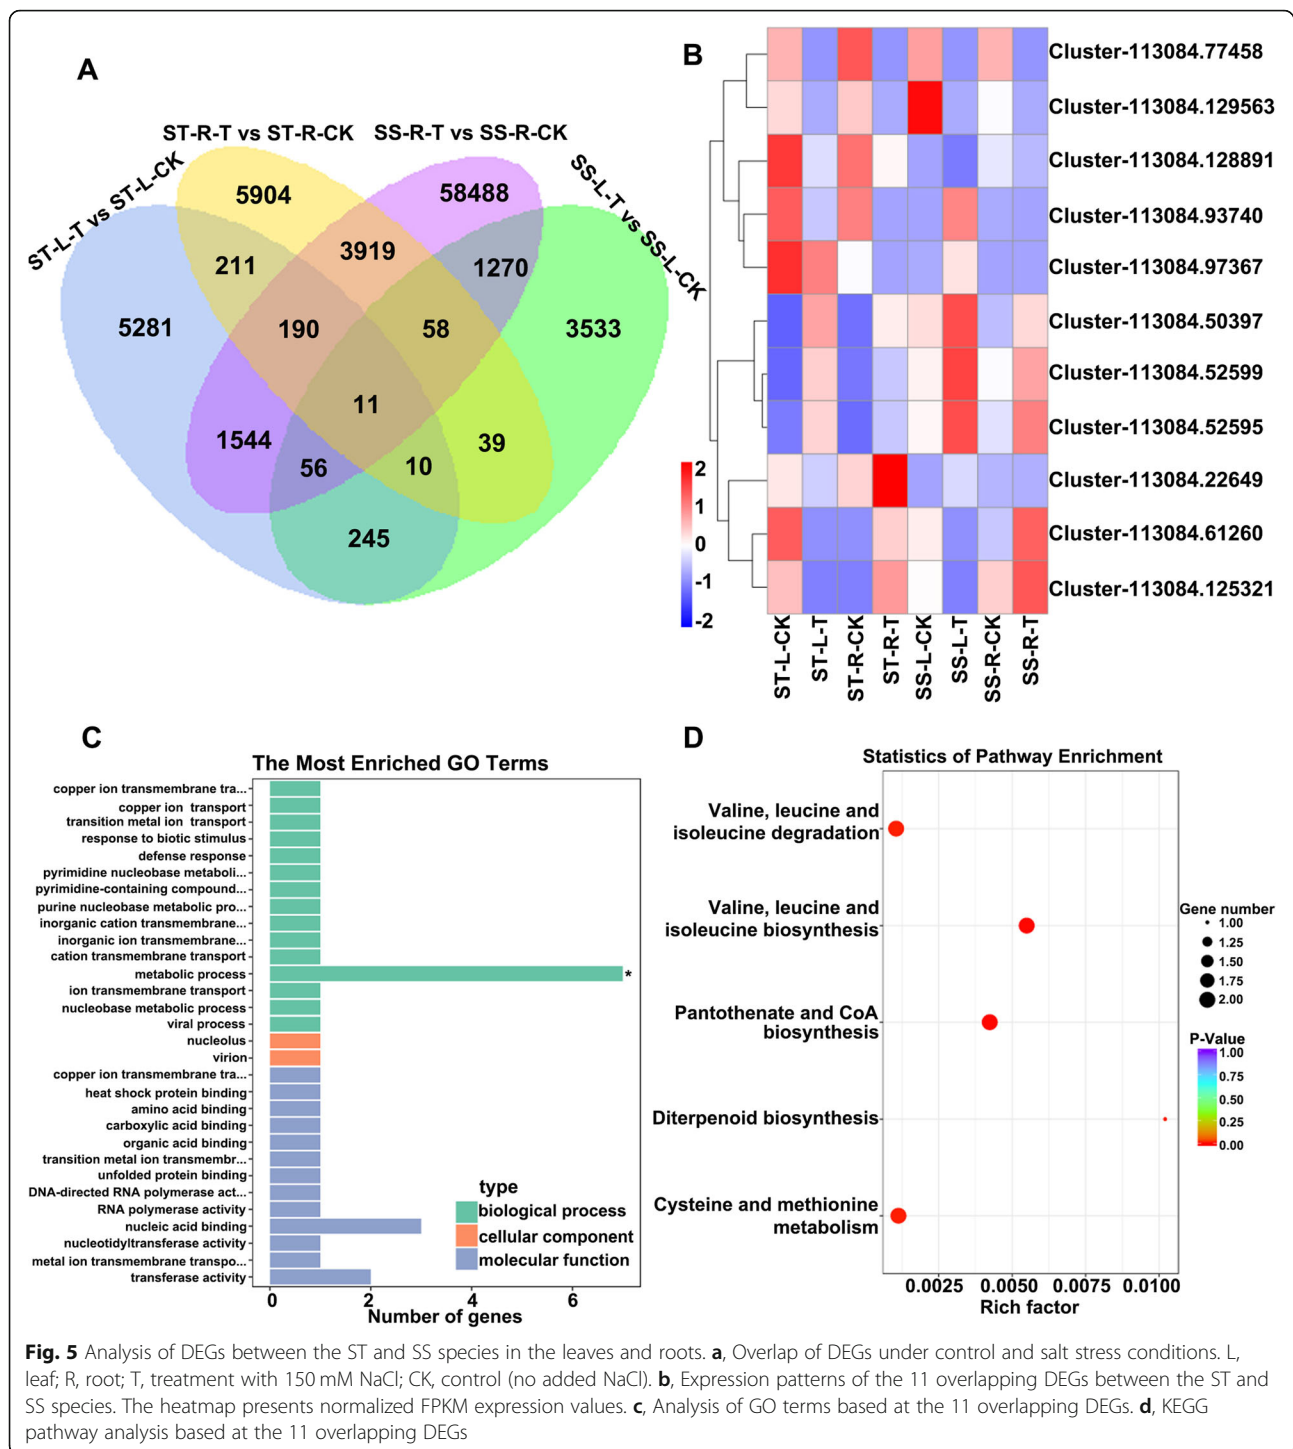 A
ST-R-T vs ST-R-CK
SS-R-T vs SS-R-CK
ST-L-T vs ST-L-CK
SS-L-T vs SS-L-CK
5904
58488
211
3919
1270
5281
190
58
3533
11
1544
56
10
39
245
B
Cluster-113084.77458
Cluster-113084.129563
Cluster-113084.128891
Cluster-113084.93740
Cluster-113084.97367
Cluster-113084.50397
Cluster-113084.52599
Cluster-113084.52595
Cluster-113084.22649
Cluster-113084.61260
Cluster-113084.125321
2
1
0
-1
-2
ST-L-CK
ST-L-T
ST-R-CK
ST-R-T
SS-L-CK
SS-L-T
SS-R-CK
SS-R-T
C
The Most Enriched GO Terms
copper ion transmembrane tra...
copper ion transport
transition metal ion transport
response to biotic stimulus
defense response
pyrimidine nucleobase metaboli...
pyrimidine-containing compound...
purine nucleobase metabolic pro...
inorganic cation transmembrane...
inorganic ion transmembrane...
cation transmembrane transport
metabolic process
*
ion transmembrane transport
nucleobase metabolic process
viral process
nucleolus
virion
copper ion transmembrane tra...
heat shock protein binding
amino acid binding
carboxylic acid binding
organic acid binding
transition metal ion transmembr...
unfolded protein binding
DNA-directed RNA polymerase act...
RNA polymerase activity
nucleic acid binding
nucleotidyltransferase activity
metal ion transmembrane transpo...
transferase activity
type
biological process
cellular component
molecular function
0 2 4 6
Number of genes
D
Statistics of Pathway Enrichment
Valine, leucine and
isoleucine degradation
Valine, leucine and
isoleucine biosynthesis
Pantothenate and CoA
biosynthesis
Diterpenoid biosynthesis
Cysteine and methionine
metabolism
0.0025 0.0050 0.0075 0.0100
Rich factor
Gene number
1.00
1.25
1.50
1.75
2.00
P-Value
1.00
0.75
0.50
0.25
0.00
Fig. 5 Analysis of DEGs between the ST and SS species in the leaves and roots. a, Overlap of DEGs under control and salt stress conditions. L,
leaf; R, root; T, treatment with 150 mM NaCl; CK, control (no added NaCl). b, Expression patterns of the 11 overlapping DEGs between the ST and
SS species. The heatmap presents normalized FPKM expression values. c, Analysis of GO terms based at the 11 overlapping DEGs. d, KEGG
pathway analysis based at the 11 overlapping DEGs